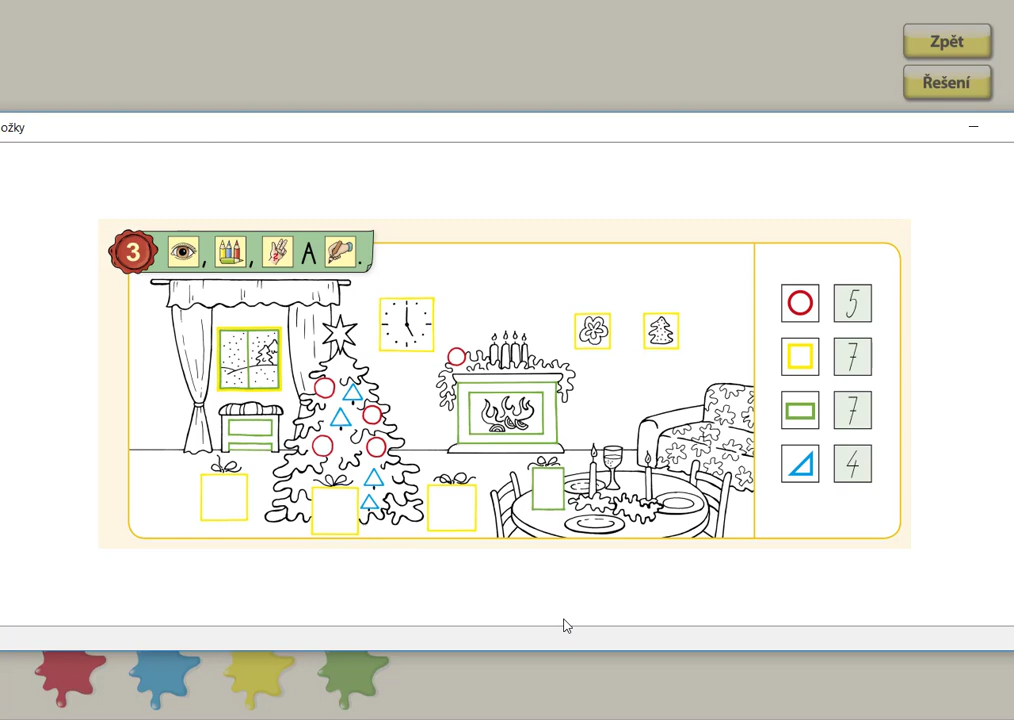 Zpět
Řešení
ožky
3 , , A .
5
7
7
4